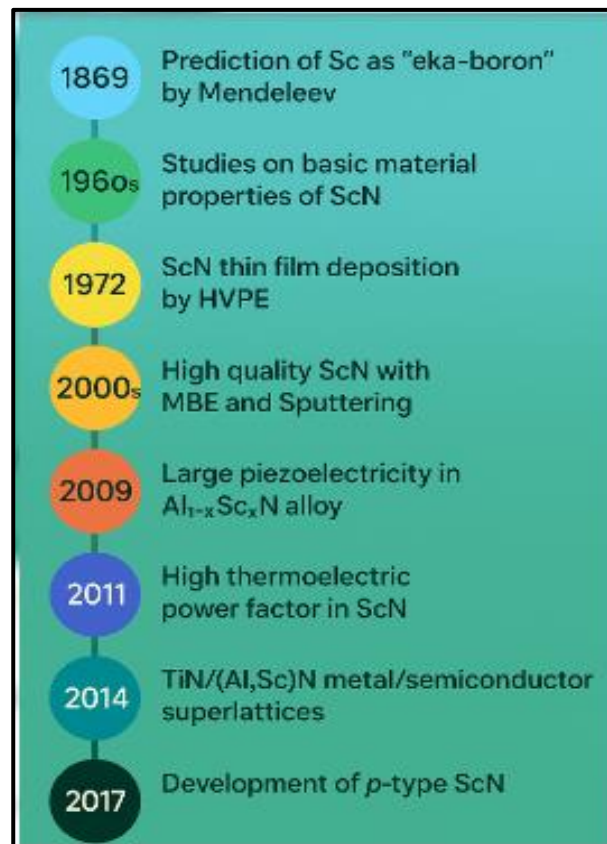 1869
Prediction of Sc as “eka-boron”
by Mendeleev
1960s
Studies on basic material
properties of ScN
1972
ScN thin film deposition
by HVPE
2000s
High quality ScN with
MBE and Sputtering
2009
Large piezoelectricity in
Al₁₋ₓScₓN alloy
2011
High thermoelectric
power factor in ScN
2014
TiN/(Al,Sc)N metal/semiconductor
superlattices
2017
Development of p-type ScN